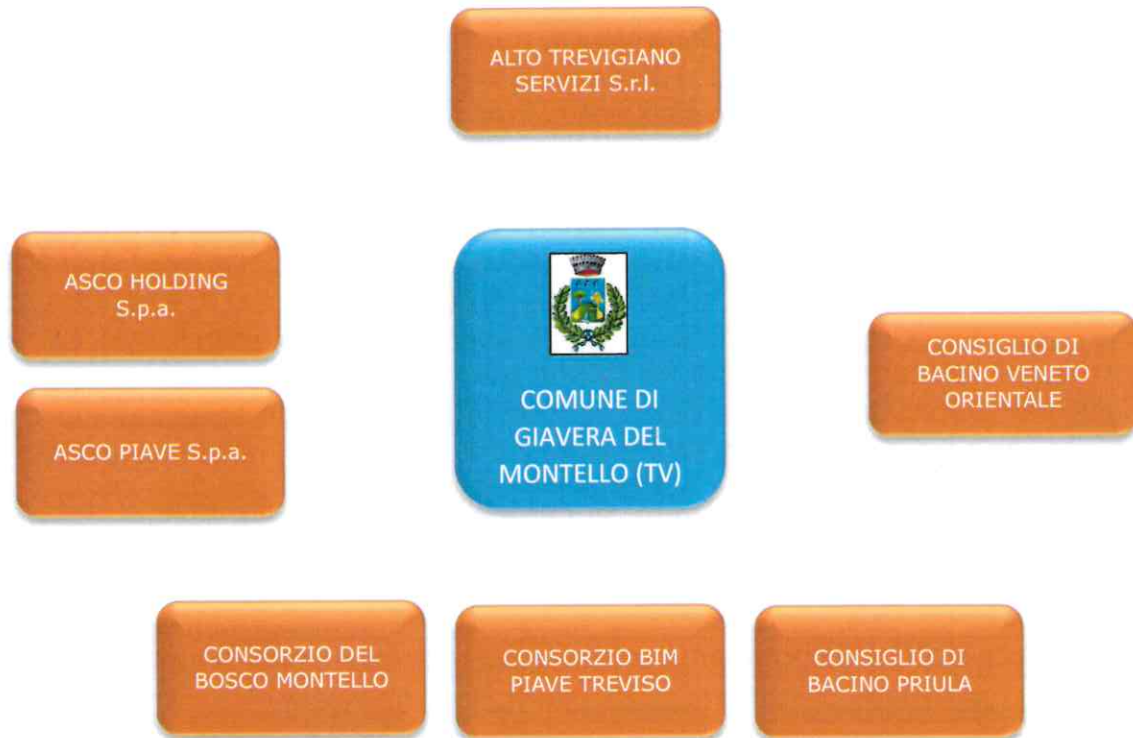 ALTO TREVIGIANO
SERVIZI S.r.l.
ASCO HOLDING
S.p.a.
ASCO PIAVE S.p.a.
COMUNE DI
GIAVERA DEL
MONTELLO (TV)
CONSIGLIO DI
BACINO VENETO
ORIENTALE
CONSORZIO DEL
BOSCO MONTELLO
CONSORZIO BIM
PIAVE TREVISO
CONSIGLIO DI
BACINO PRIULA